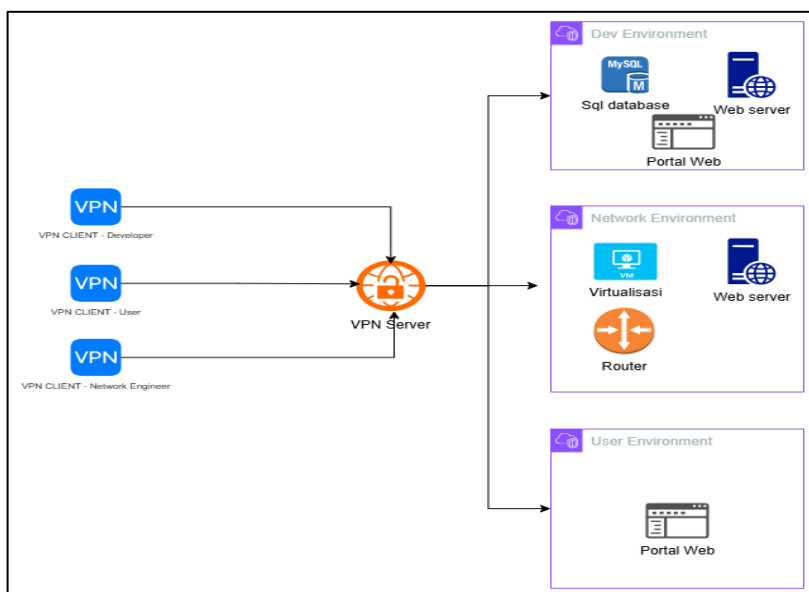 Dev Environment
MySQL
M
Sql database
Web server
Portal Web
VPN
VPN CLIENT - Developer
VPN
VPN CLIENT - User
VPN
VPN CLIENT - Network Engineer
VPN Server
Network Environment
VM
Virtualisasi
Web server
Router
User Environment
Portal Web